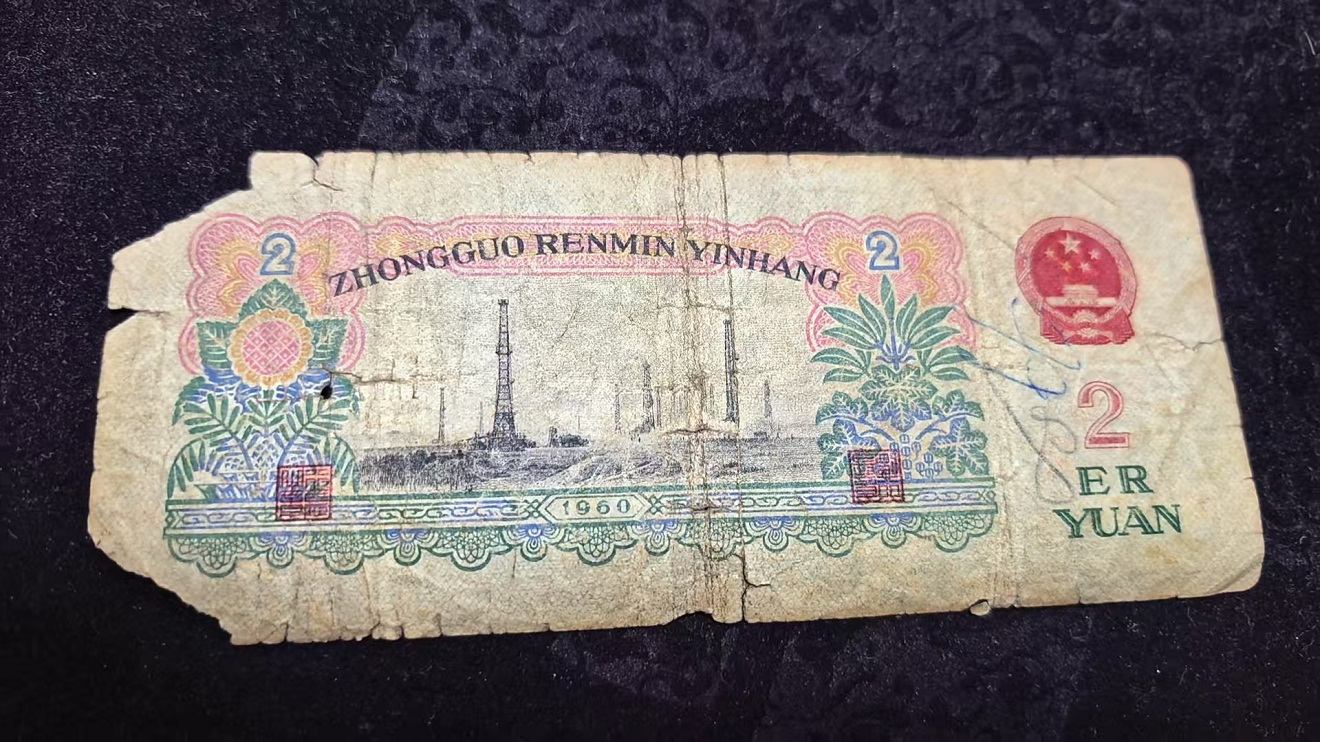 2
ZHONGGUO RENMIN YINHANG
2
1960
2
ER
YUAN